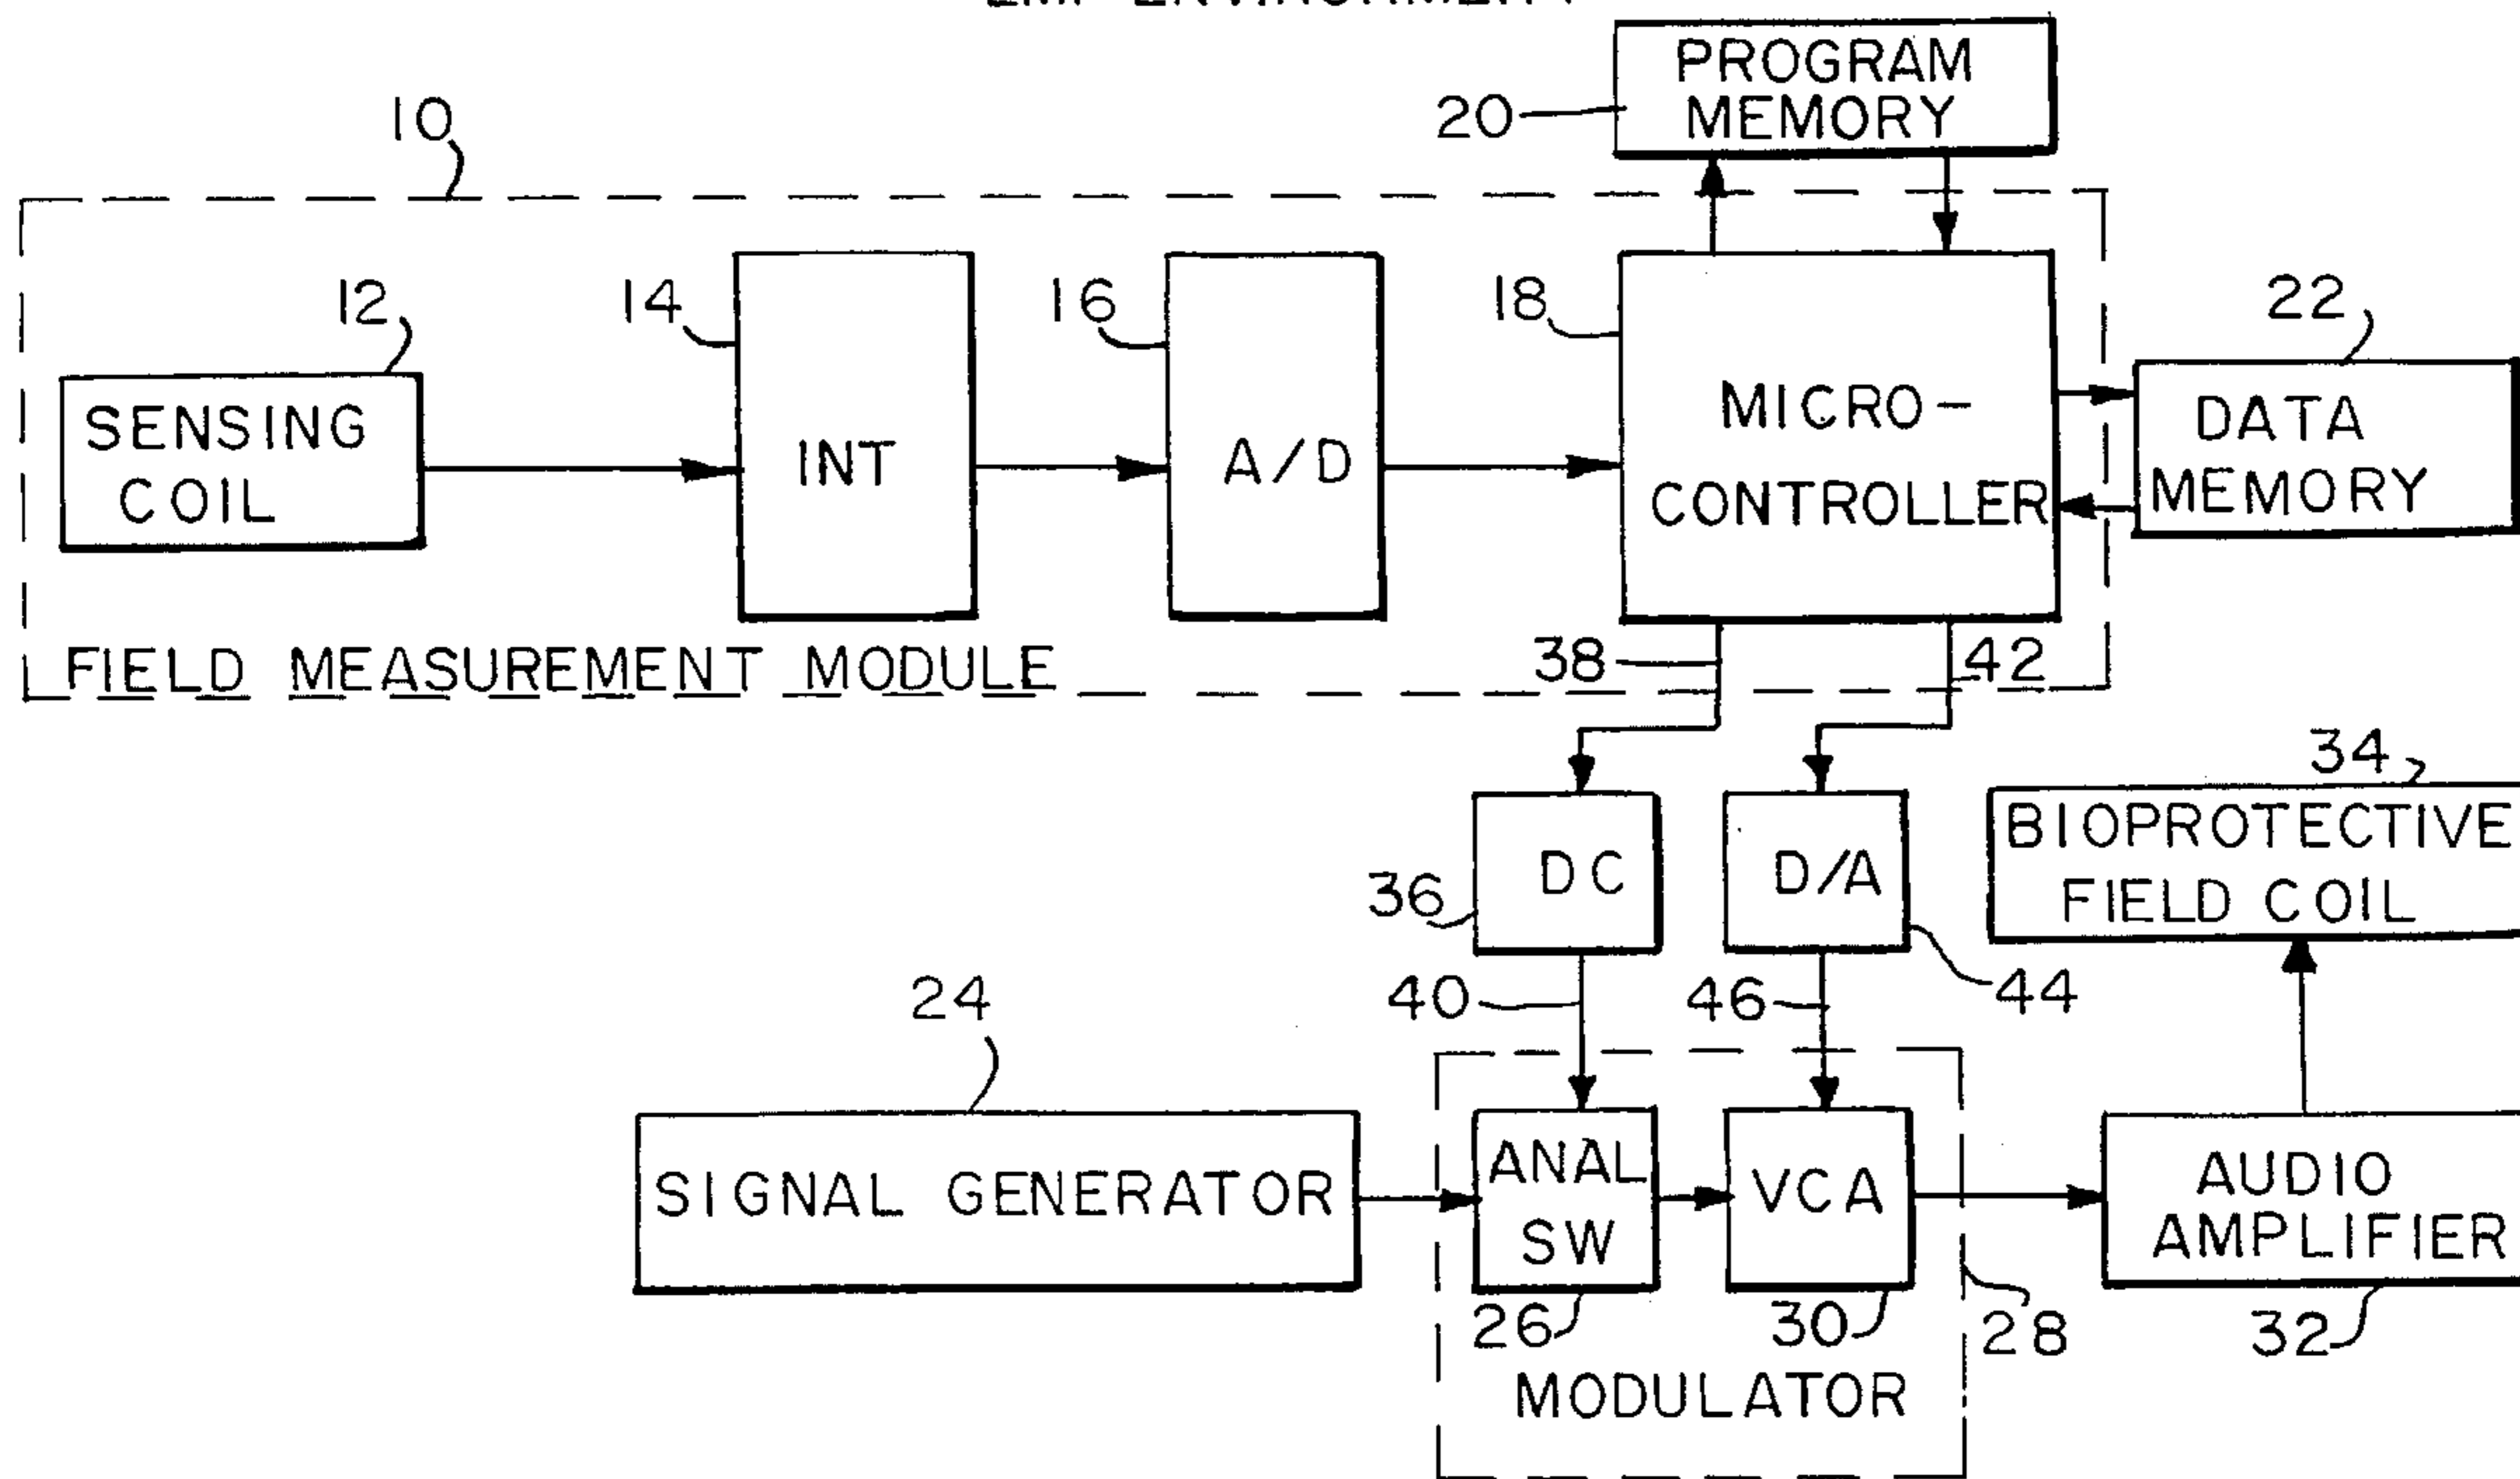 PROGRAM
MEMORY
20
10
12
14
16
18
22
SENSING
COIL
INT
A/D
MICRO-
CONTROLLER
DATA
MEMORY
FIELD MEASUREMENT MODULE
38
42
34
DC
D/A
BIOPROTECTIVE
FIELD COIL
36
24
40
46
44
SIGNAL GENERATOR
ANAL
SW
VCA
AUDIO
AMPLIFIER
26
30
28
32
MODULATOR